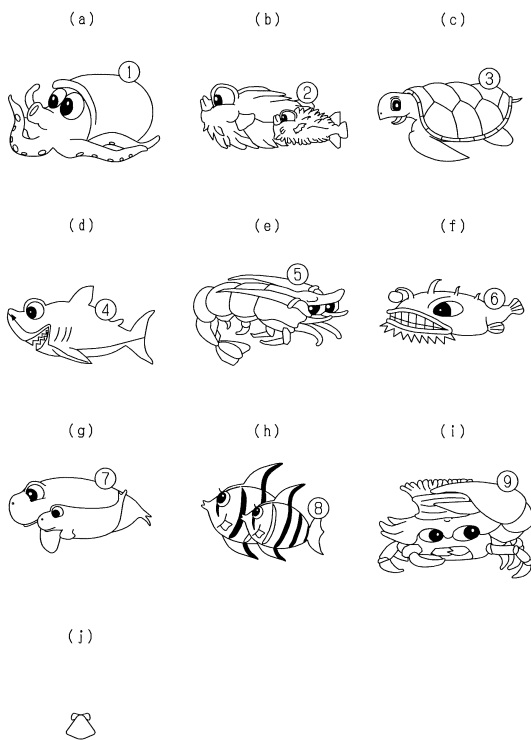 (a) (b) (c)
① ② ③
(d) (e) (f)
④ ⑤ ⑥
(g) (h) (i)
⑦ ⑧ ⑨
(j)